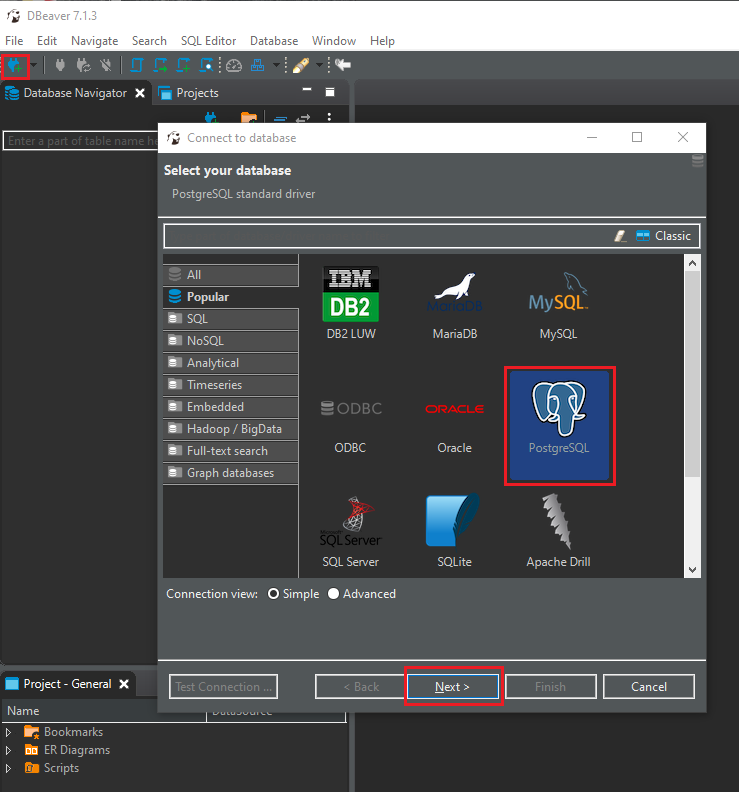 DBeaver 7.1.3
File Edit Navigate Search SQL Editor Database Window Help
Database Navigator Projects
Enter a part of table name he
Connect to database
Select your database
PostgreSQL standard driver
Classic
All
Popular
SQL
NoSQL
Analytical
Timeseries
Embedded
Hadoop / BigData
Full-text search
Graph databases
IBM
DB2
MariaDB
MySQL
DB2 LUW MariaDB MySQL
ODBC ORACLE
ODBC Oracle PostgreSQL
Microsoft
SQL Server
SQL Server SQLite Apache Drill
Connection view: Simple Advanced
Test Connection ... < Back Next > Finish Cancel
Project - General
Name DataSource
Bookmarks
ER Diagrams
Scripts